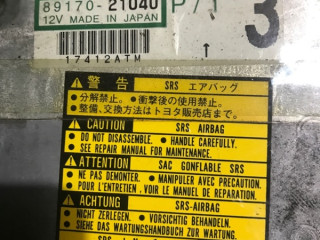 89170-21040 P/1
12V MADE IN JAPAN
3
17412ATM
警告 SRS エアバッグ
●分解禁止。●衝撃後の使用禁止。
●整備、交換方法はトヨタ販売店まで。
CAUTION SRS AIRBAG
● DO NOT DISASSEMBLE. ● HANDLE CAREFULLY.
● SEE REPAIR MANUAL FOR MAINTENANCE.
ATTENTION SAC GONFLABLE SRS
● NE PAS DEMONTER. ● MANIPULER AVEC PRECAUTION.
● POUR L'ENTRETIEN , VOIR LE MANUEL DE REPARATION.
ACHTUNG SRS-AIRBAG
● NICHT ZERLEGEN. ● VORSICHTIG BEHANDELN.
● SIEHE DAS WARTUNGSHANDBUCH ZUR WARTUNG.